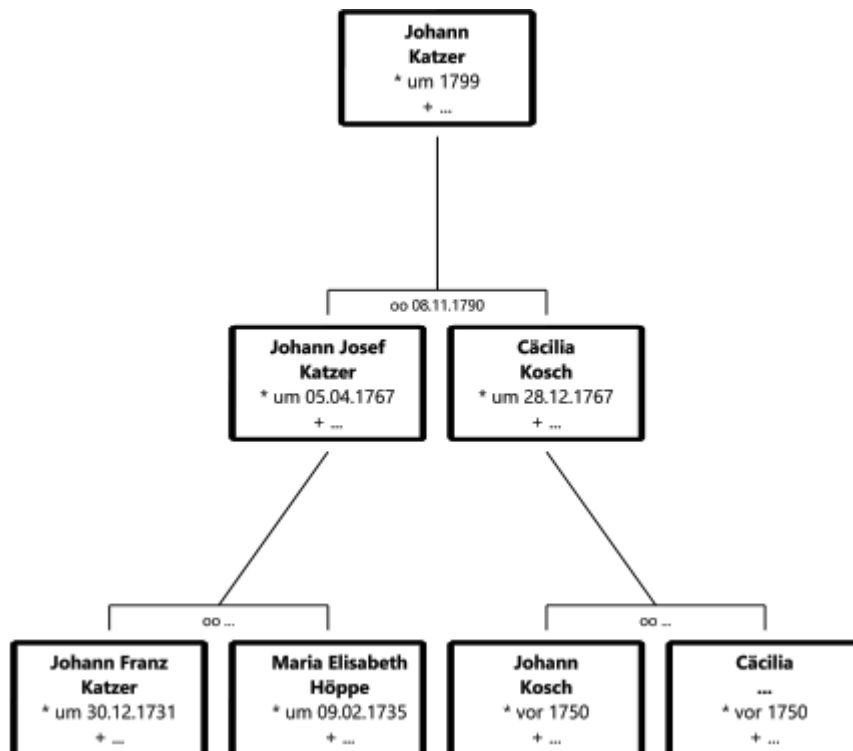 Johann
Katzer
* um 1799
+ ...
oo 08.11.1790
Johann Josef
Katzer
* um 05.04.1767
+ ...
Cäcilia
Kosch
* um 28.12.1767
+ ...
oo ...
oo ...
Johann Franz
Katzer
* um 30.12.1731
+ ...
Maria Elisabeth
Höppe
* um 09.02.1735
+ ...
Johann
Kosch
* vor 1750
+ ...
Cäcilia
...
* vor 1750
+ ...